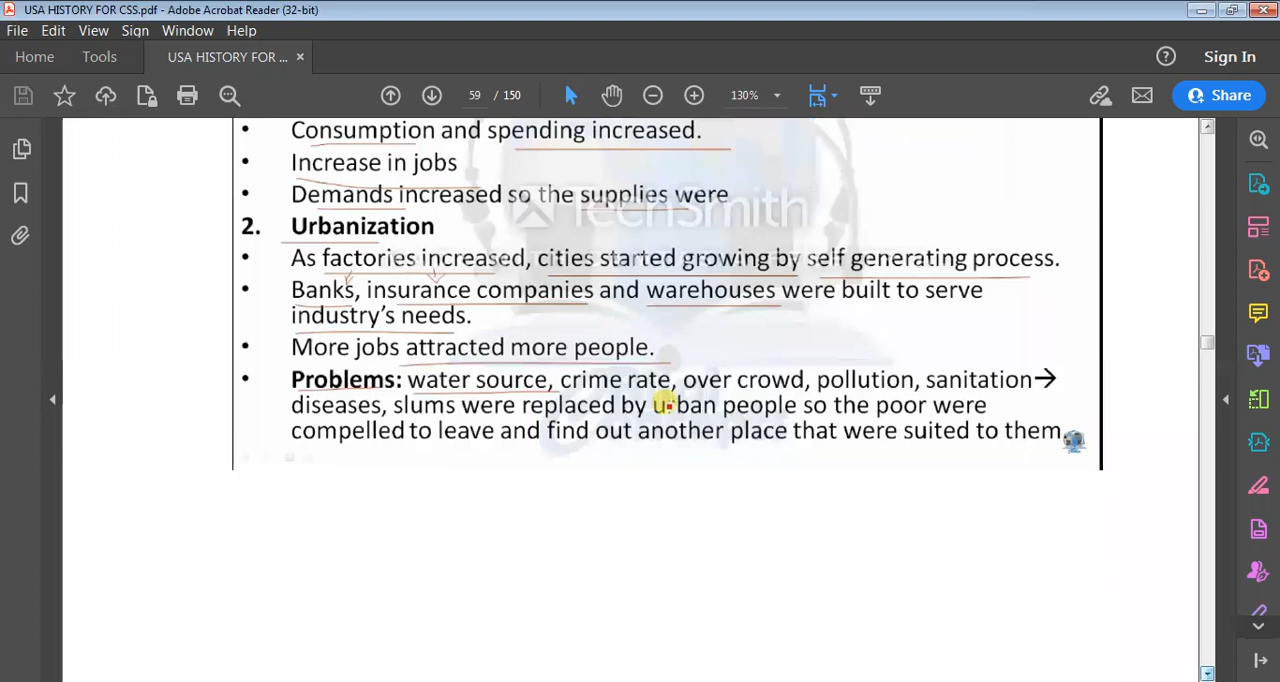 USA HISTORY FOR CSS.pdf - Adobe Acrobat Reader (32-bit)
File Edit View Sign Window Help
Home Tools USA HISTORY FOR ... × Sign In
59 / 150 130% Share
• Consumption and spending increased.
• Increase in jobs
• Demands increased so the supplies were
TechSmith
2. Urbanization
• As factories increased, cities started growing by self generating process.
• Banks, insurance companies and warehouses were built to serve
industry's needs.
• More jobs attracted more people.
• Problems: water source, crime rate, over crowd, pollution, sanitation→
diseases, slums were replaced by urban people so the poor were
compelled to leave and find out another place that were suited to them.